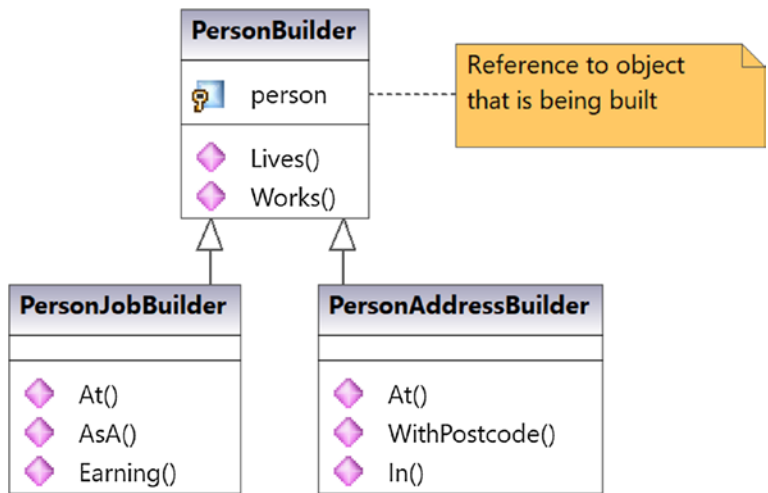 PersonBuilder
person
Reference to object
that is being built
Lives()
Works()
PersonJobBuilder
At()
AsA()
Earning()
PersonAddressBuilder
At()
WithPostcode()
In()